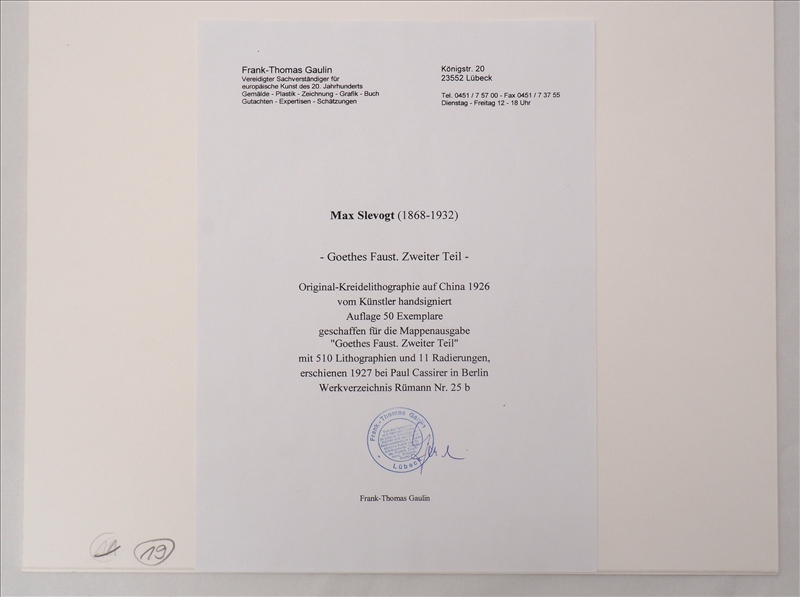 Frank-Thomas Gaulin
Vereidigter Sachverständiger für
europäische Kunst des 20. Jahrhunderts
Gemälde - Plastik - Zeichnung - Grafik - Buch
Gutachten - Expertisen - Schätzungen
Königstr. 20
23552 Lübeck
Tel. 0451 / 7 57 00 - Fax 0451 / 7 37 55
Dienstag - Freitag 12 - 18 Uhr
Max Slevogt (1868-1932)
- Goethes Faust. Zweiter Teil -
Original-Kreidelithographie auf China 1926
vom Künstler handsigniert
Auflage 50 Exemplare
geschaffen für die Mappenausgabe
"Goethes Faust. Zweiter Teil"
mit 510 Lithographien und 11 Radierungen,
erschienen 1927 bei Paul Cassirer in Berlin
Werkverzeichnis Rümann Nr. 25 b
Frank-Thomas Gaulin
Lübeck
Frank-Thomas Gaulin
19